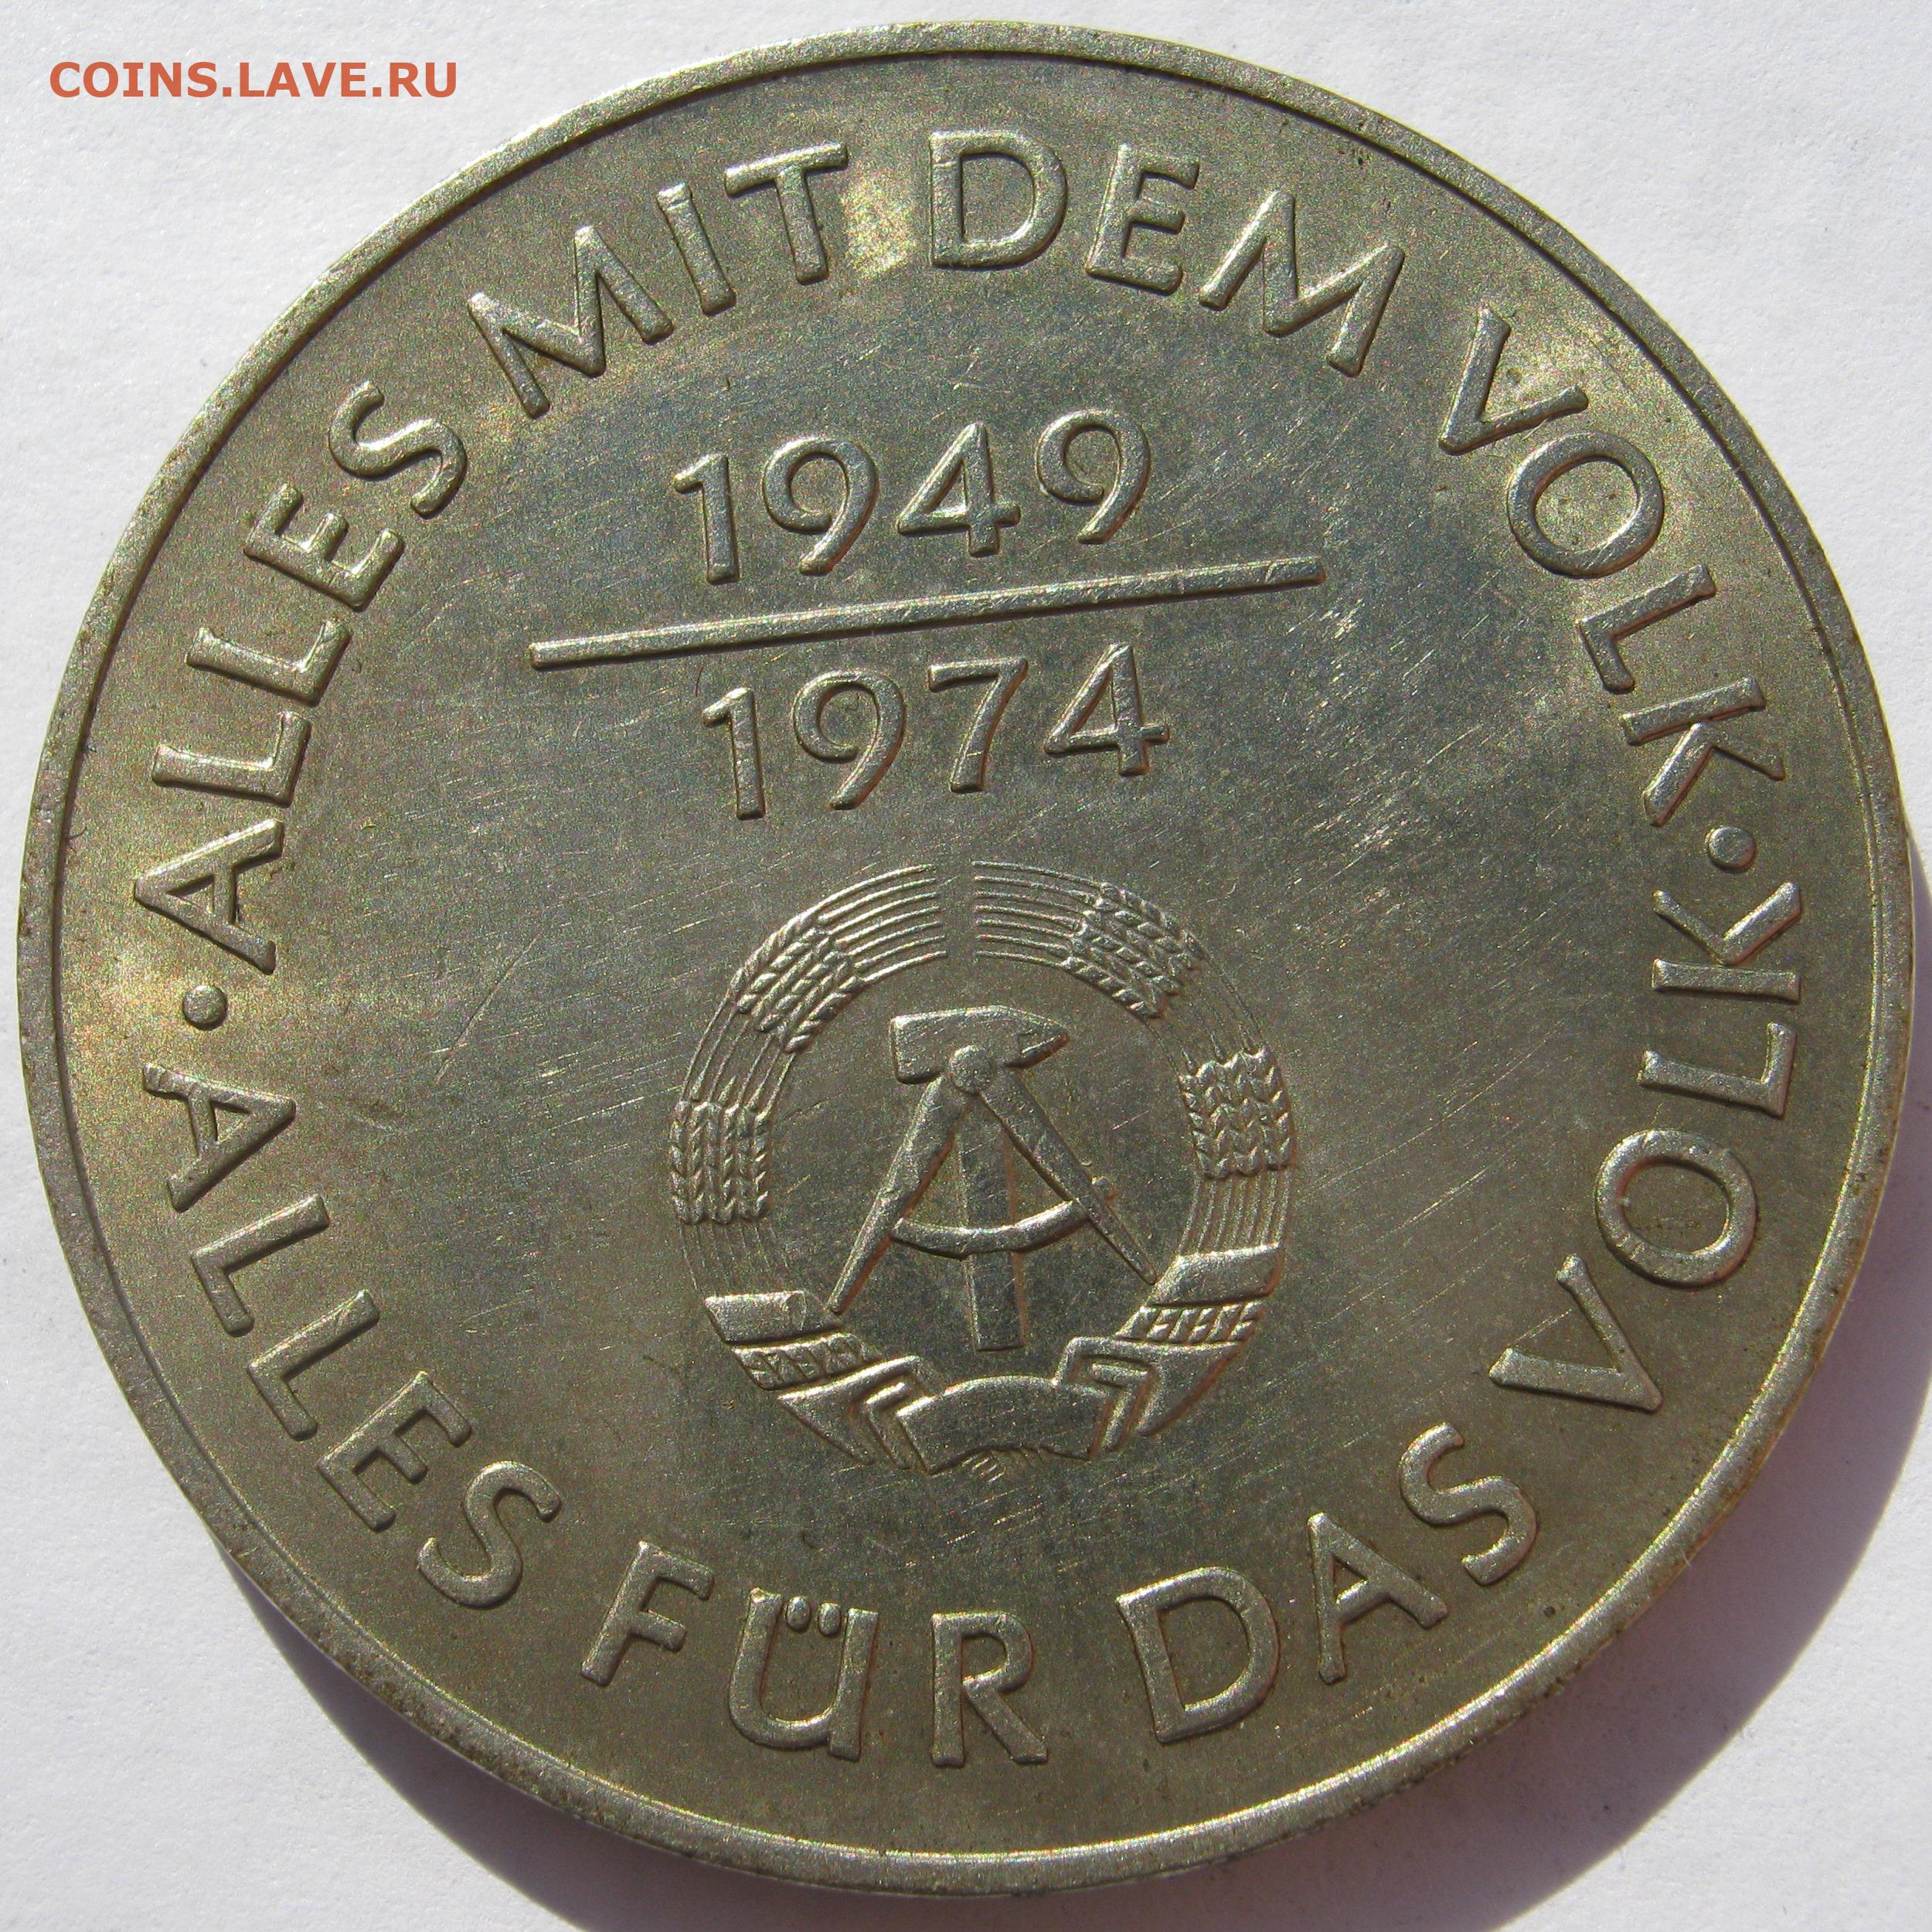 COINS.LAVE.RU
· ALLES MIT DEM VOLK ·
1949
1974
ALLES FÜR DAS VOLK